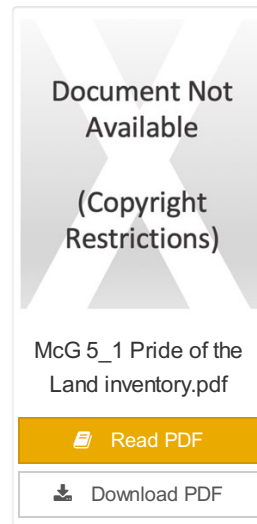 Document Not
Available
(Copyright
Restrictions)
McG 5_1 Pride of the
Land inventory.pdf
Read PDF
Download PDF